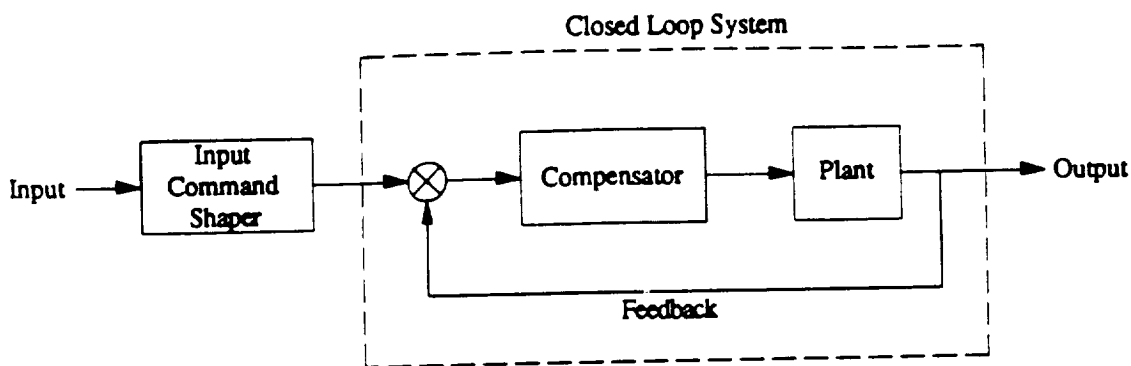 Closed Loop System
Input
Input
Command
Shaper
Compensator
Plant
Output
Feedback